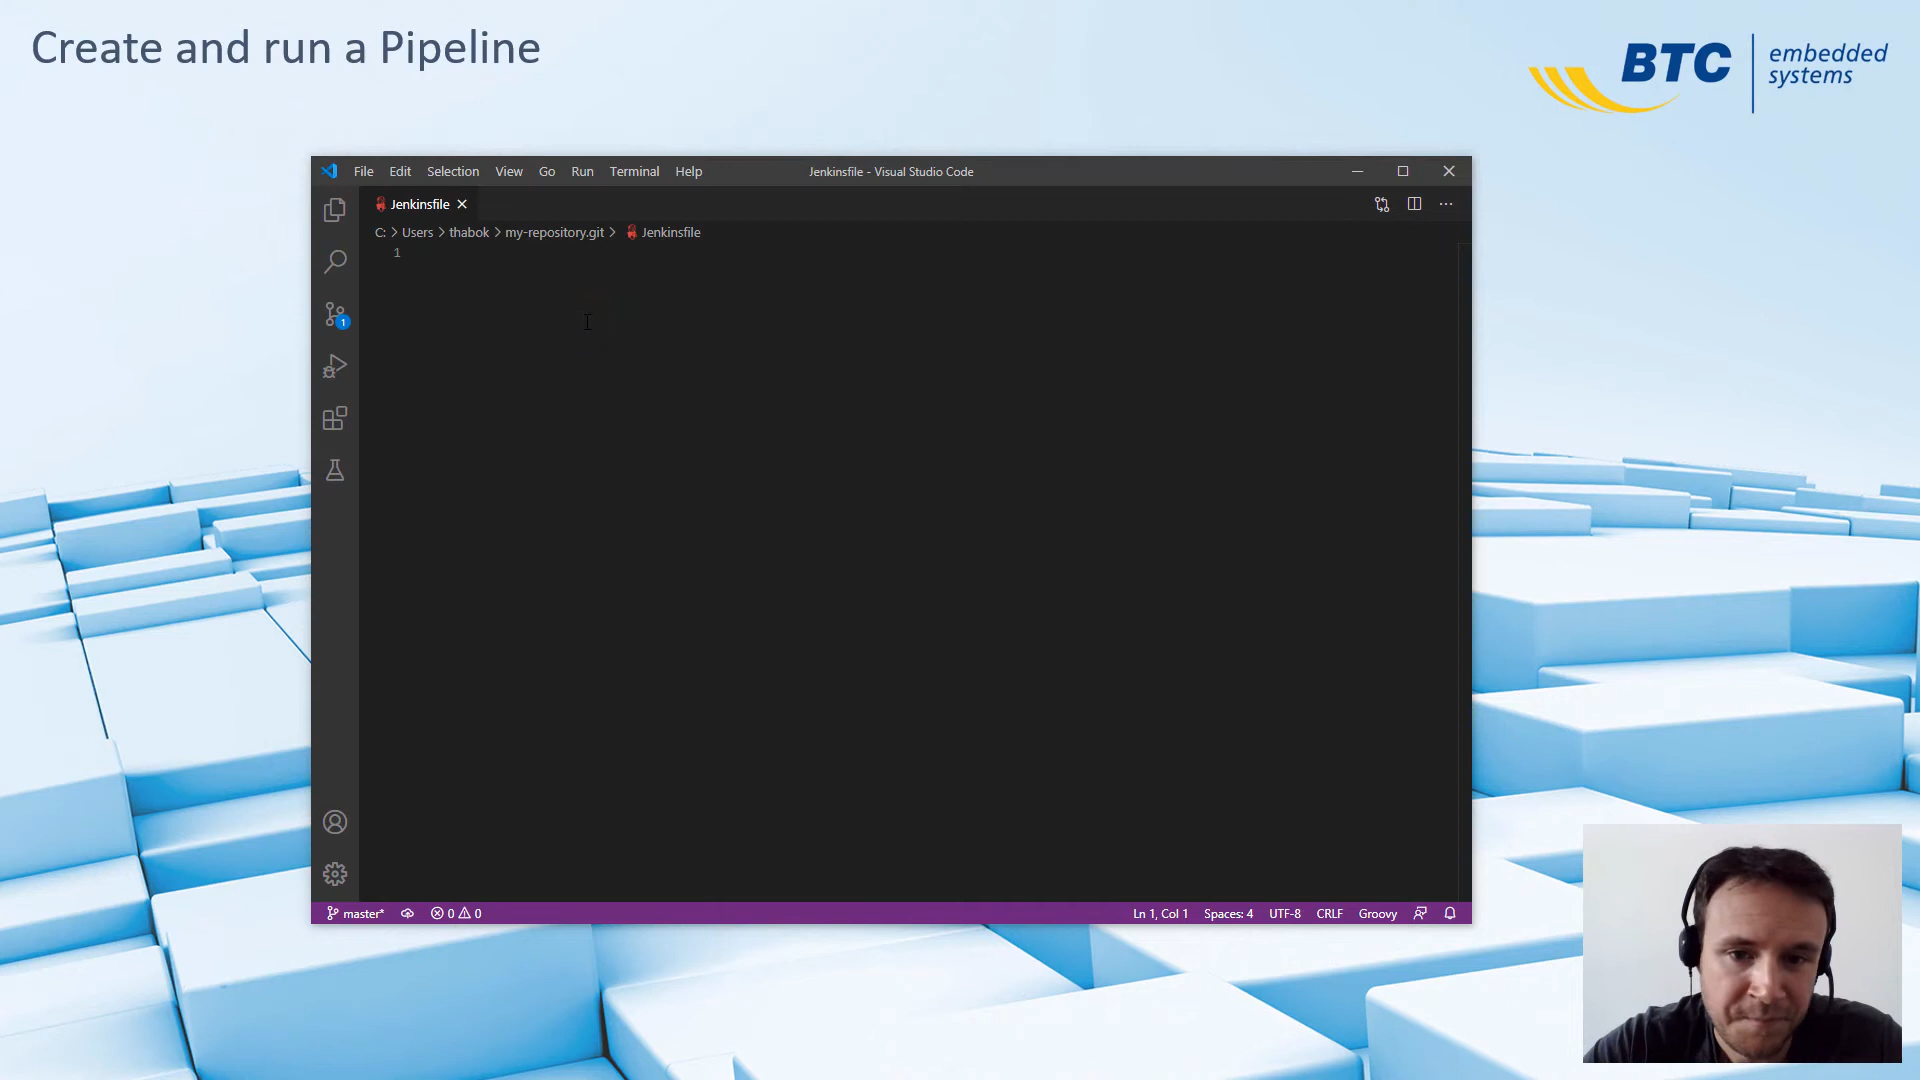 Create and run a Pipeline
BTC embedded systems
File Edit Selection View Go Run Terminal Help Jenkinsfile - Visual Studio Code
Jenkinsfile
C: > Users > thabok > my-repository.git > Jenkinsfile
1
1
master* 0 0 Ln 1, Col 1 Spaces: 4 UTF-8 CRLF Groovy